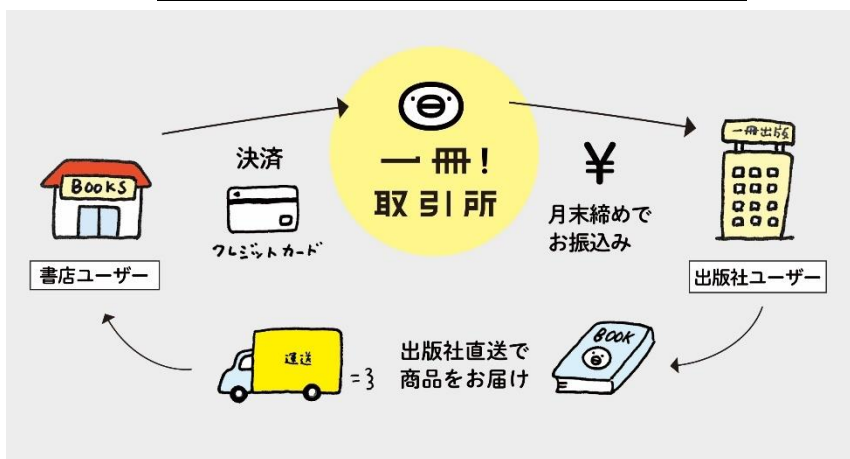 一冊!
取引所
決済
クレジットカード
¥
月末締めで
お振込み
BOOKS
書店ユーザー
一冊出版
出版社ユーザー
運送
出版社直送で
商品をお届け
BOOK